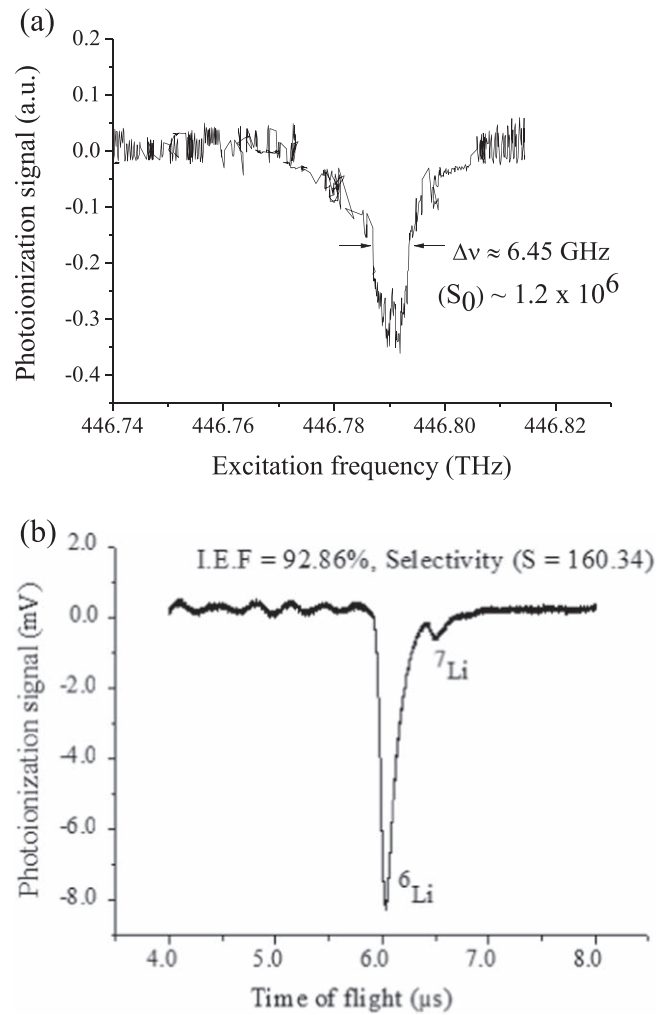 (a)
0.2
0.1
0.0
-0.1
-0.2
-0.3
-0.4
Photoionization signal (a.u.)
Δν ≈ 6.45 GHz
(S₀) ~ 1.2 x 10⁶
446.74 446.76 446.78 446.80 446.82
Excitation frequency (THz)
(b)
2.0
0.0
-2.0
-4.0
-6.0
-8.0
Photoionization signal (mV)
I.E.F = 92.86%, Selectivity (S = 160.34)
⁷Li
⁶Li
4.0 5.0 6.0 7.0 8.0
Time of flight (µs)